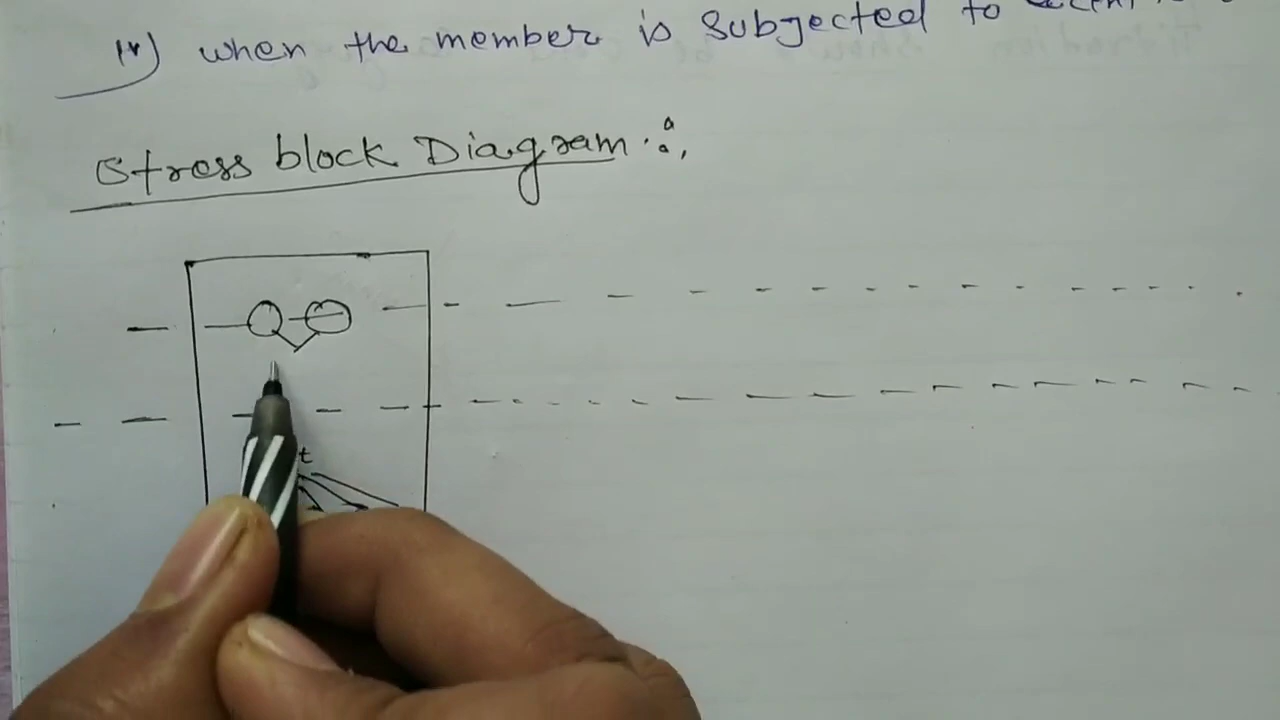 iv) when the member is subjected to
Stress block Diagram :,
t